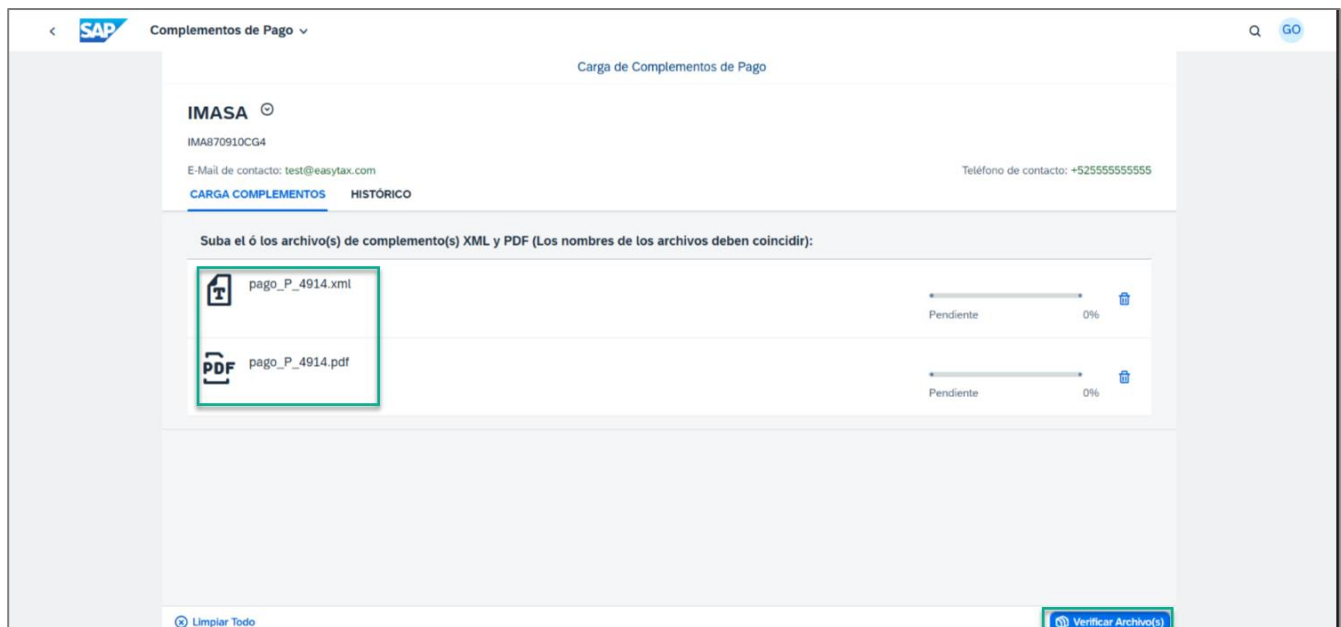 SAP Complementos de Pago GO
Carga de Complementos de Pago
IMASA
IMA870910CG4
E-Mail de contacto: test@easytax.com Teléfono de contacto: +525555555555
CARGA COMPLEMENTOS HISTÓRICO
Suba el ó los archivo(s) de complemento(s) XML y PDF (Los nombres de los archivos deben coincidir):
T pago_P_4914.xml
Pendiente 0%
PDF pago_P_4914.pdf
Pendiente 0%
Limpiar Todo Verificar Archivo(s)